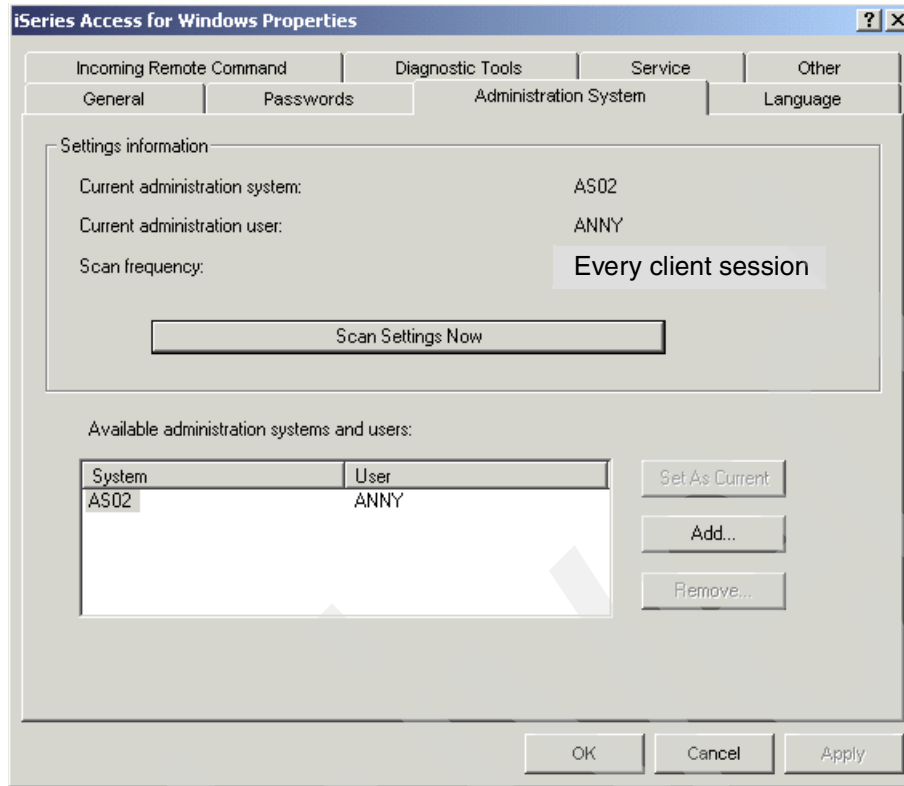 iSeries Access for Windows Properties
Incoming Remote Command Diagnostic Tools Service Other
General Passwords Administration System Language
Settings information
Current administration system: AS02
Current administration user: ANNY
Scan frequency: Every client session
Scan Settings Now
Available administration systems and users:
System User
AS02 ANNY
Set As Current
Add...
Remove...
OK Cancel Apply